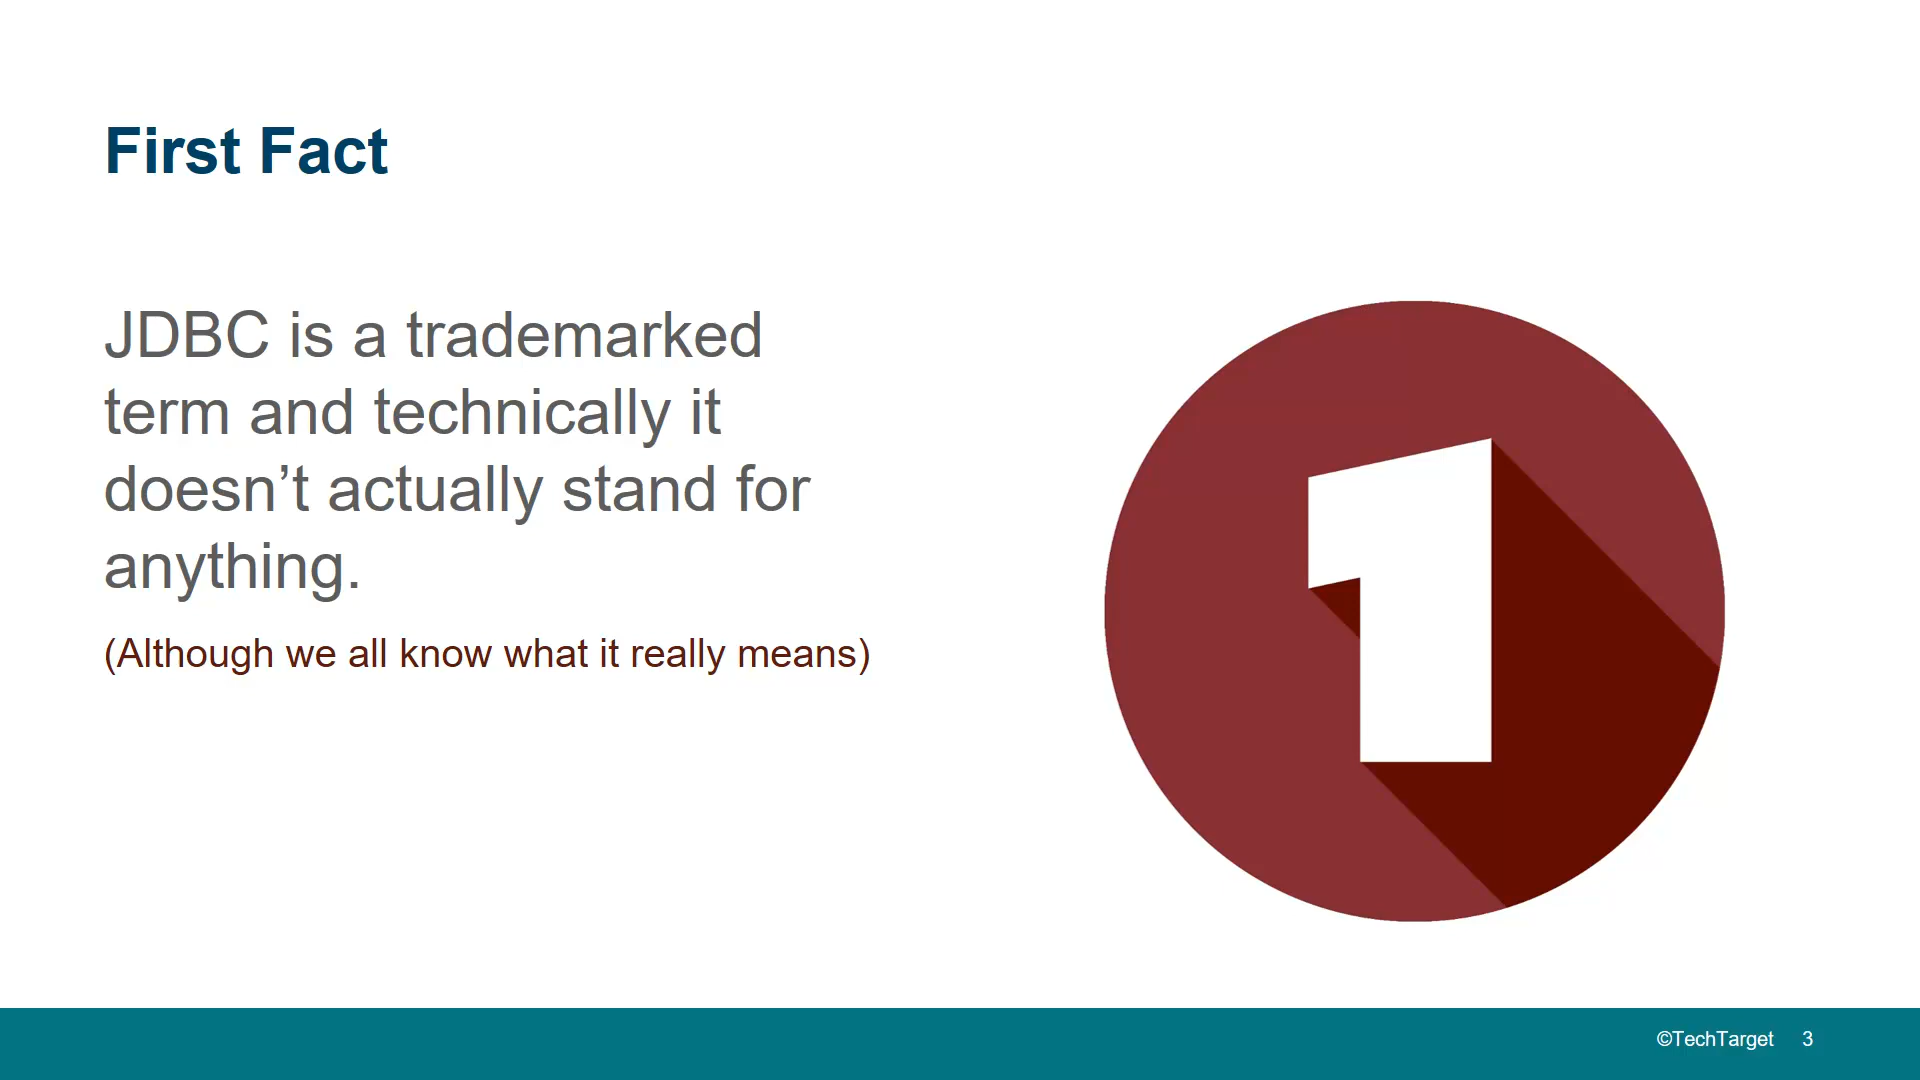 First Fact
JDBC is a trademarked
term and technically it
doesn’t actually stand for
anything.
(Although we all know what it really means)
1
©TechTarget 3